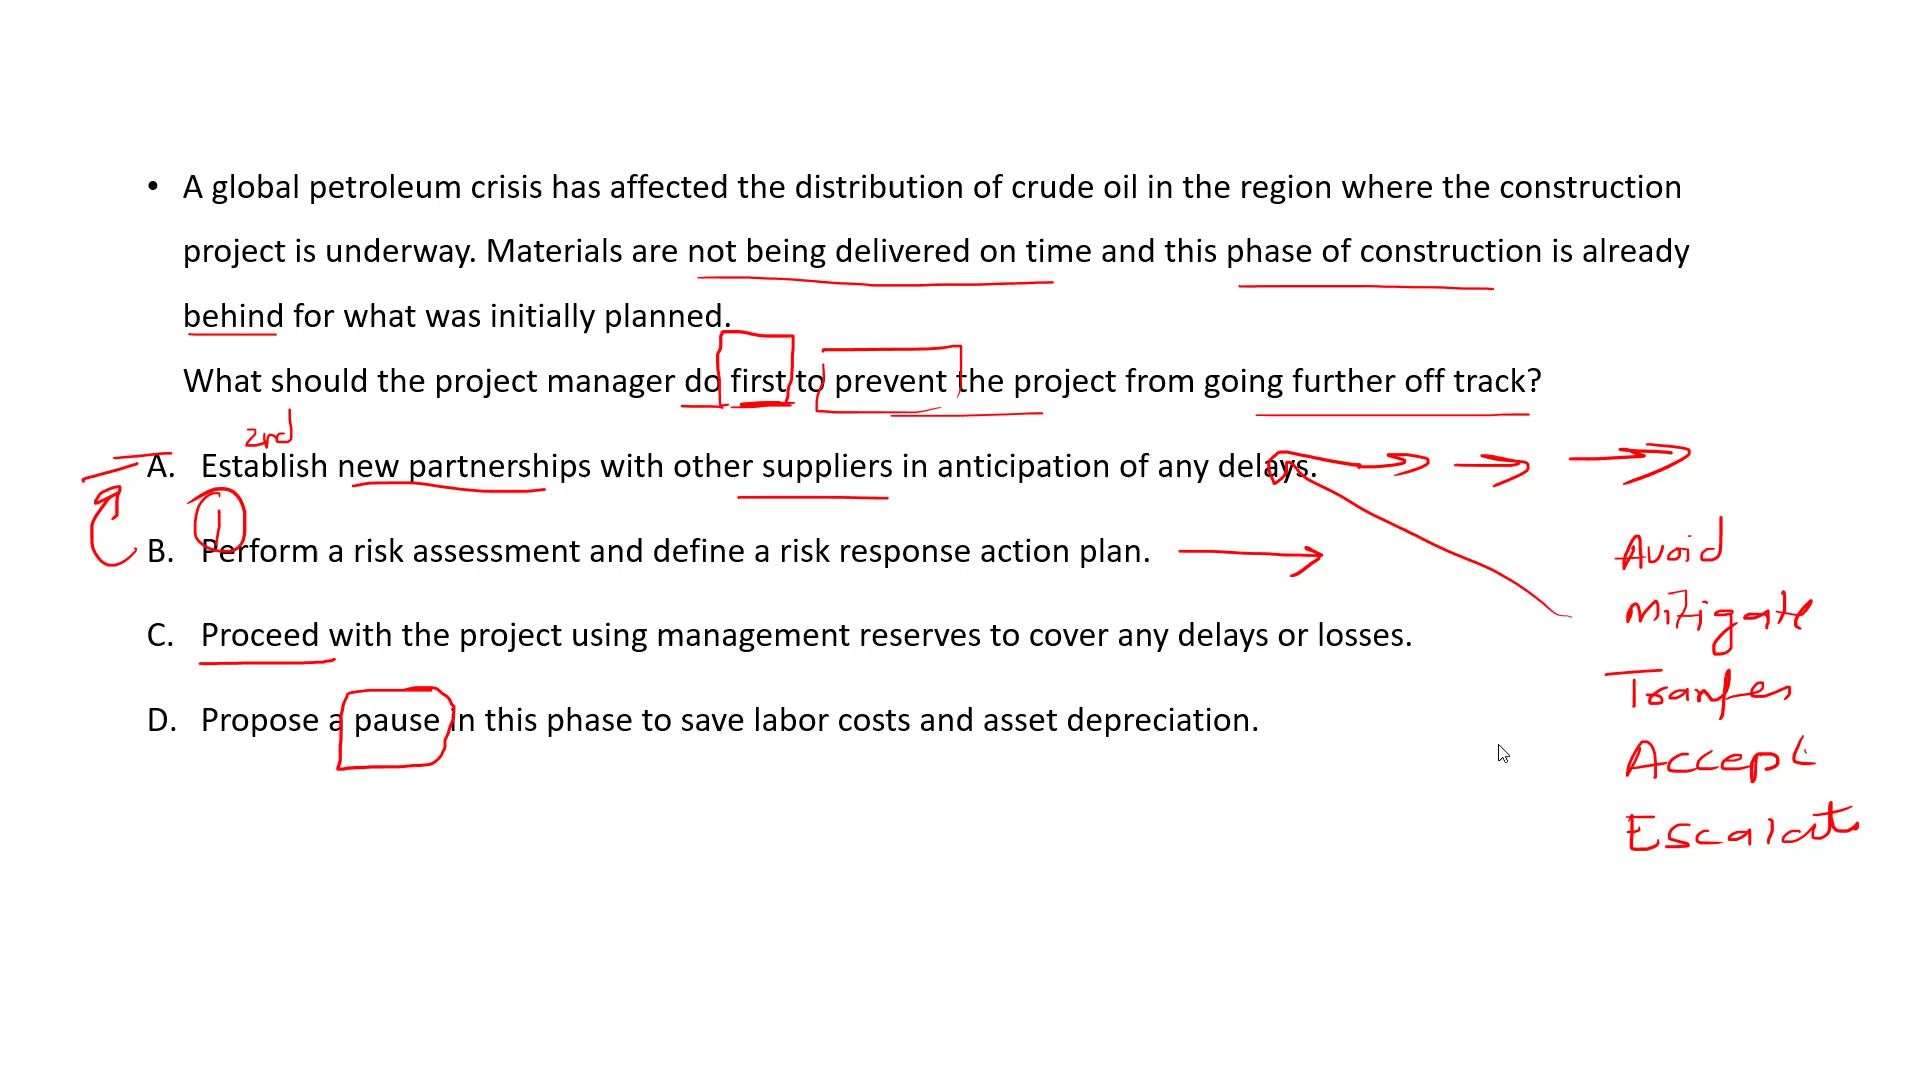 • A global petroleum crisis has affected the distribution of crude oil in the region where the construction
project is underway. Materials are not being delivered on time and this phase of construction is already
behind for what was initially planned.
What should the project manager do first to prevent the project from going further off track?
2nd
A. Establish new partnerships with other suppliers in anticipation of any delays.
1
B. Perform a risk assessment and define a risk response action plan.
Avoid
Mitigate
C. Proceed with the project using management reserves to cover any delays or losses.
Tranfer
D. Propose a pause in this phase to save labor costs and asset depreciation.
Accept
Escalate